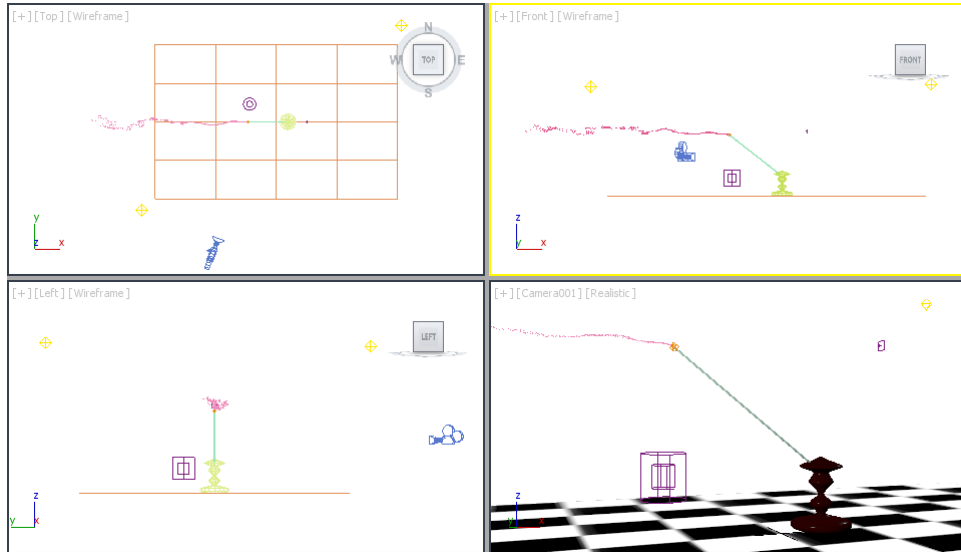 [+] [Top] [Wireframe]
N
W TOP E
S
y
z x
[+] [Front] [Wireframe]
FRONT
z
y x
[+] [Left] [Wireframe]
LEFT
z
y x
[+] [Camera001] [Realistic]
z
y x